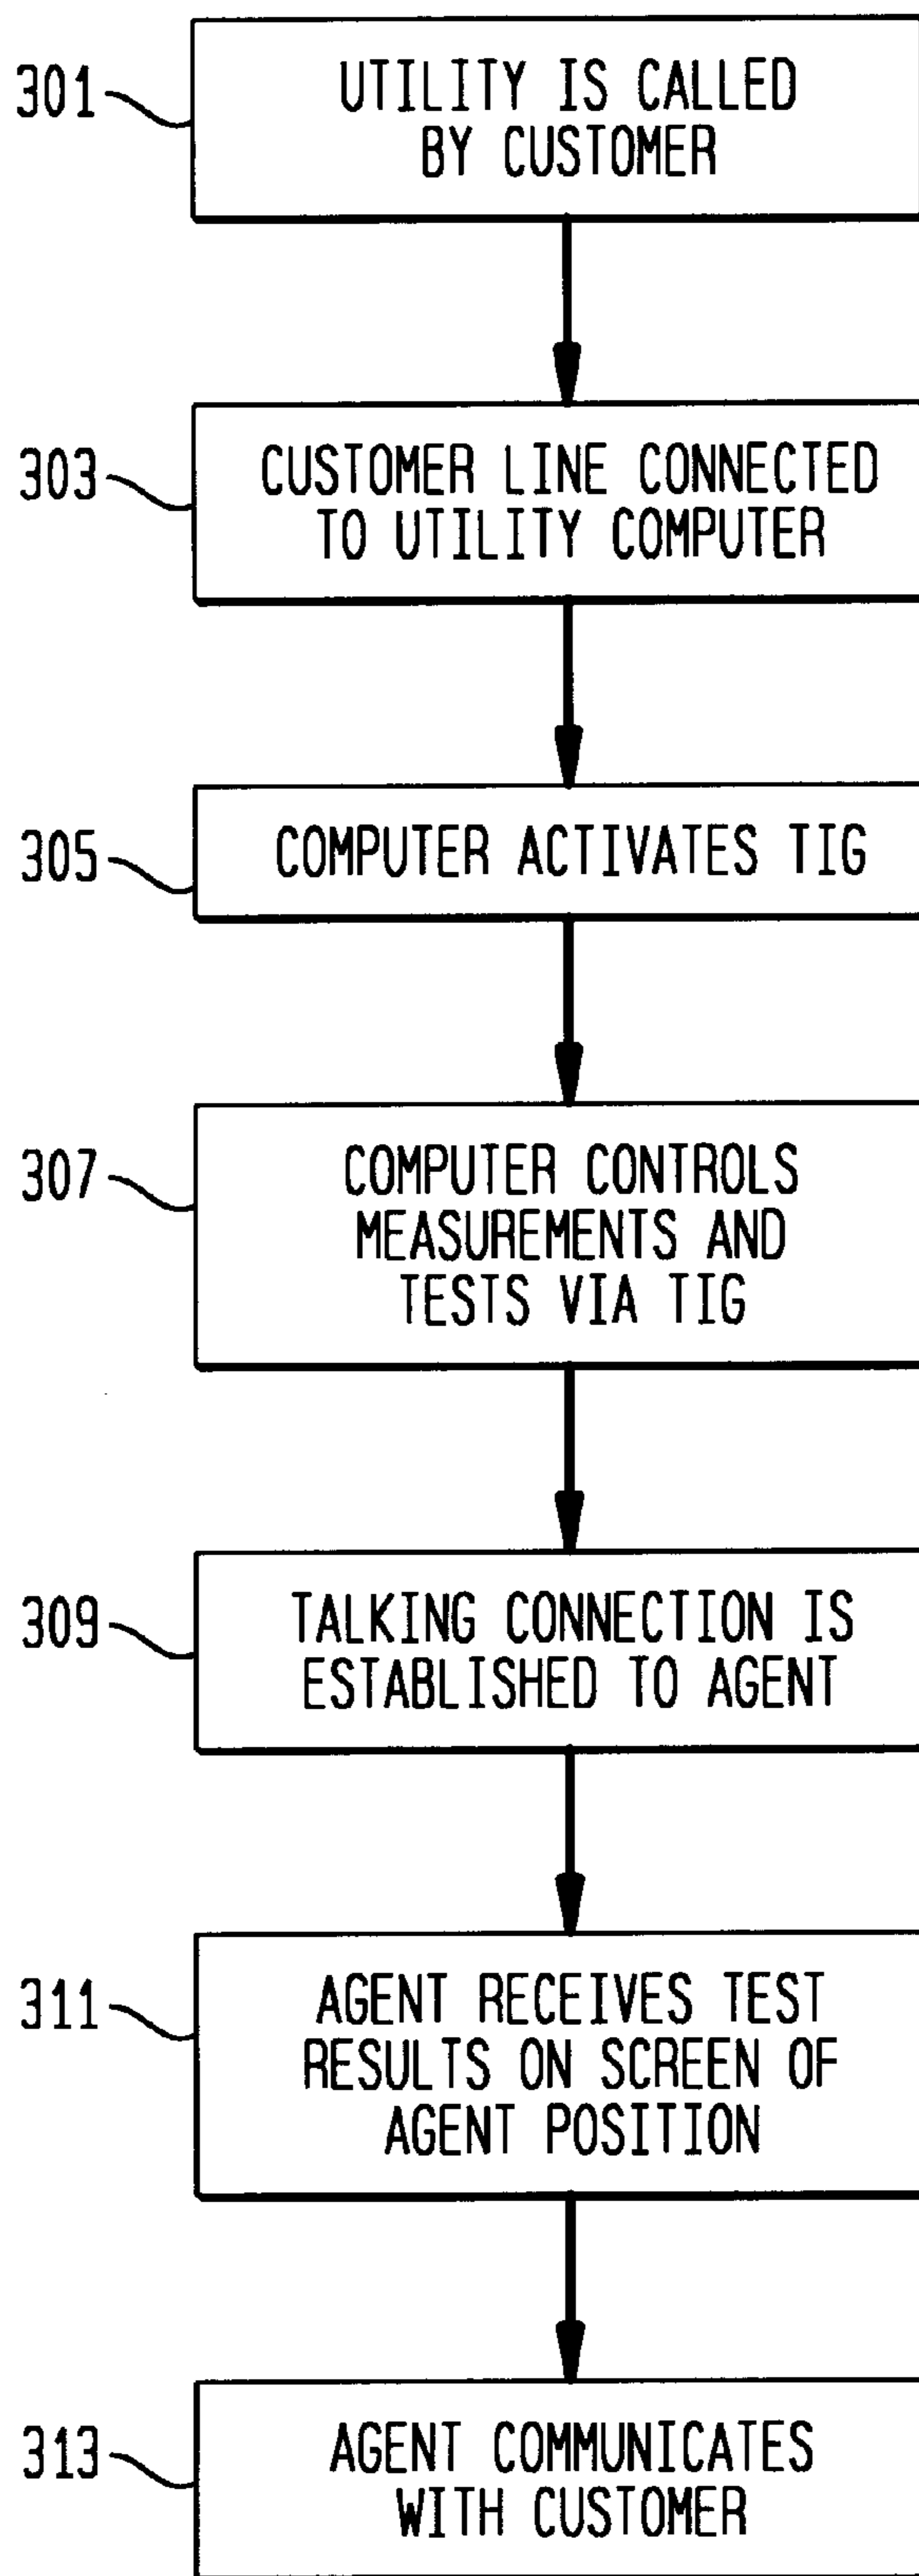 301
UTILITY IS CALLED
BY CUSTOMER
303
CUSTOMER LINE CONNECTED
TO UTILITY COMPUTER
305
COMPUTER ACTIVATES TIG
307
COMPUTER CONTROLS
MEASUREMENTS AND
TESTS VIA TIG
309
TALKING CONNECTION IS
ESTABLISHED TO AGENT
311
AGENT RECEIVES TEST
RESULTS ON SCREEN OF
AGENT POSITION
313
AGENT COMMUNICATES
WITH CUSTOMER